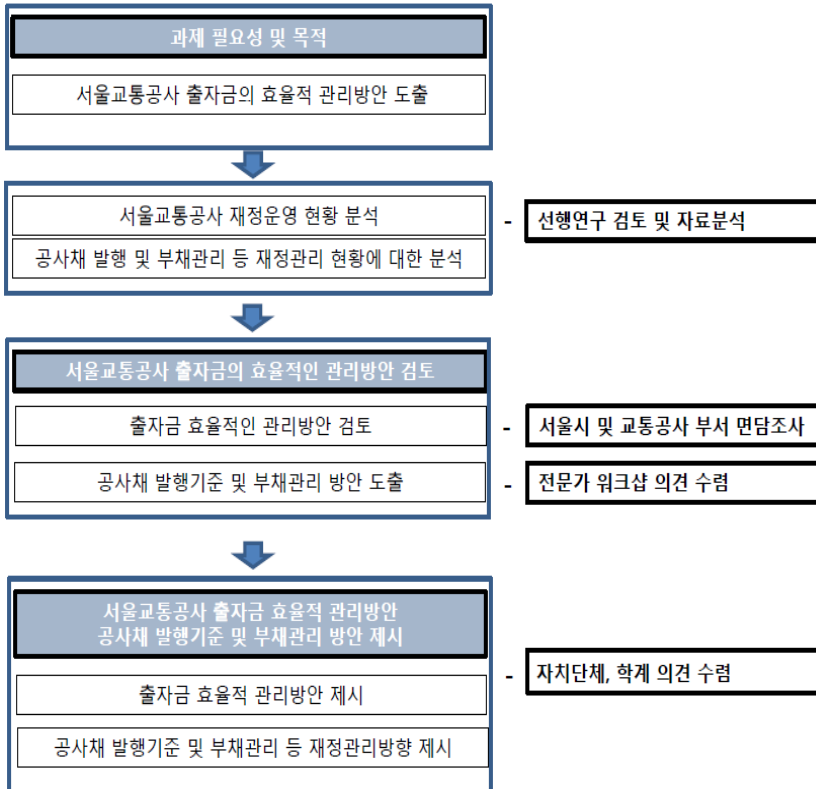 과제 필요성 및 목적
서울교통공사 출자금의 효율적 관리방안 도출
서울교통공사 재정운영 현황 분석
- 선행연구 검토 및 자료분석
공사채 발행 및 부채관리 등 재정관리 현황에 대한 분석
서울교통공사 출자금의 효율적인 관리방안 검토
출자금 효율적인 관리방안 검토
- 서울시 및 교통공사 부서 면담조사
공사채 발행기준 및 부채관리 방안 도출
- 전문가 워크샵 의견 수렴
서울교통공사 출자금 효율적 관리방안
공사채 발행기준 및 부채관리 방안 제시
- 자치단체, 학계 의견 수렴
출자금 효율적 관리방안 제시
공사채 발행기준 및 부채관리 등 재정관리방향 제시